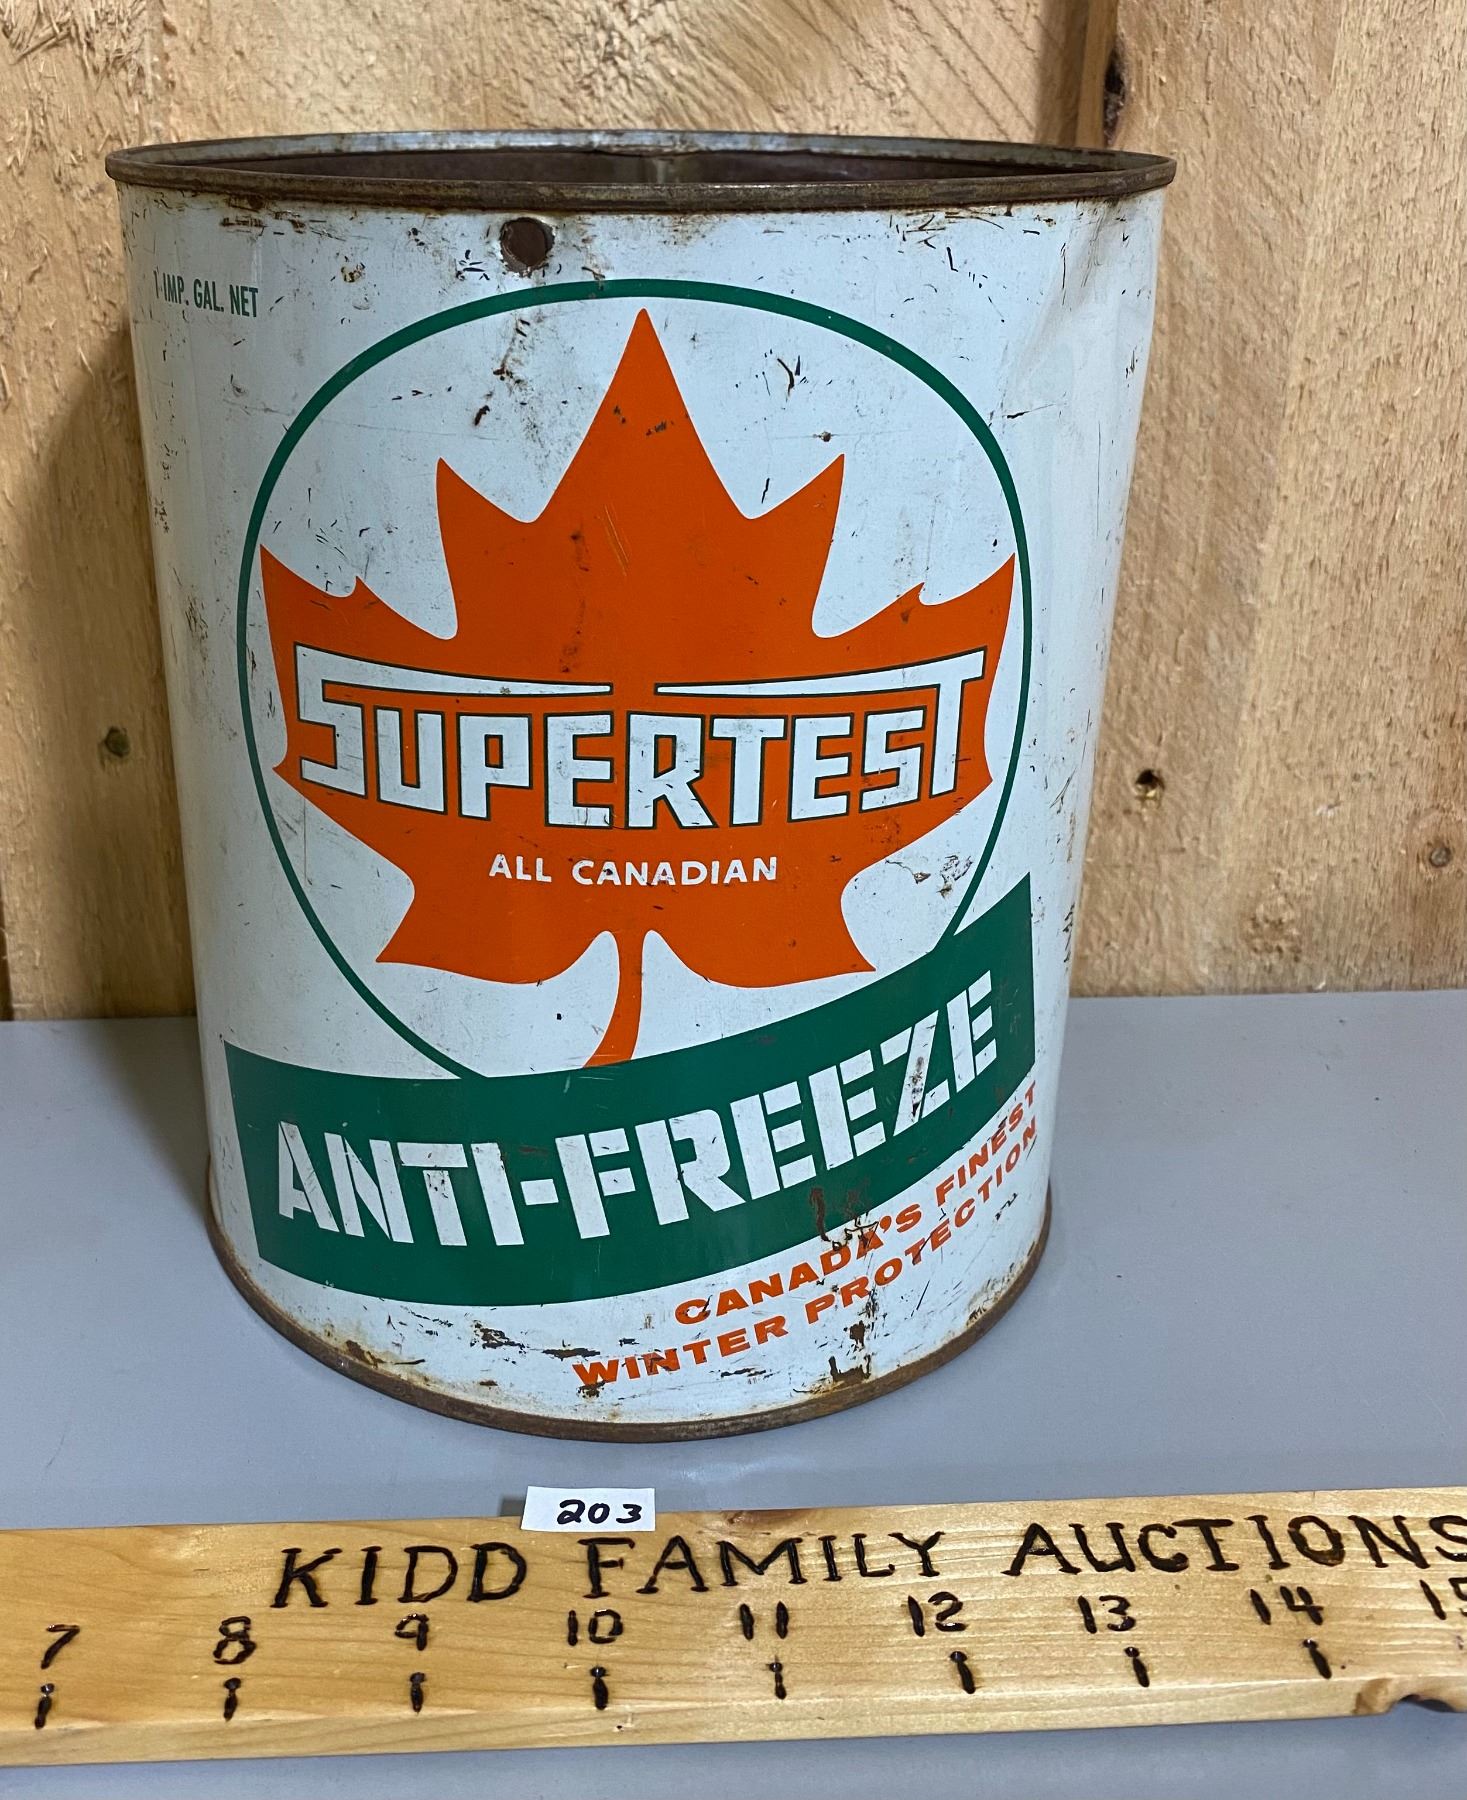 1 IMP. GAL. NET
SUPERTEST
ALL CANADIAN
ANTI-FREEZE
CANADA'S FINEST
WINTER PROTECTION
203
KIDD FAMILY AUCTIONS
7 8 9 10 11 12 13 14 15